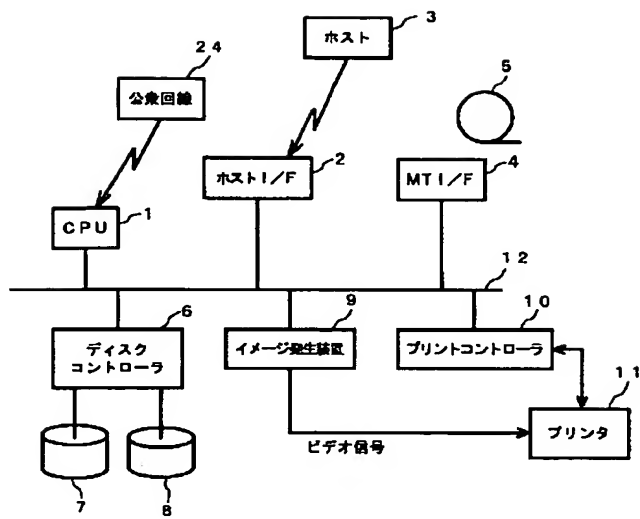 3
ホスト
24
公衆回線
5
2
ホストI/F
4
MTI/F
1
CPU
12
6
ディスク
コントローラ
9
イメージ発生装置
10
プリントコントローラ
11
プリンタ
ビデオ信号
7
8